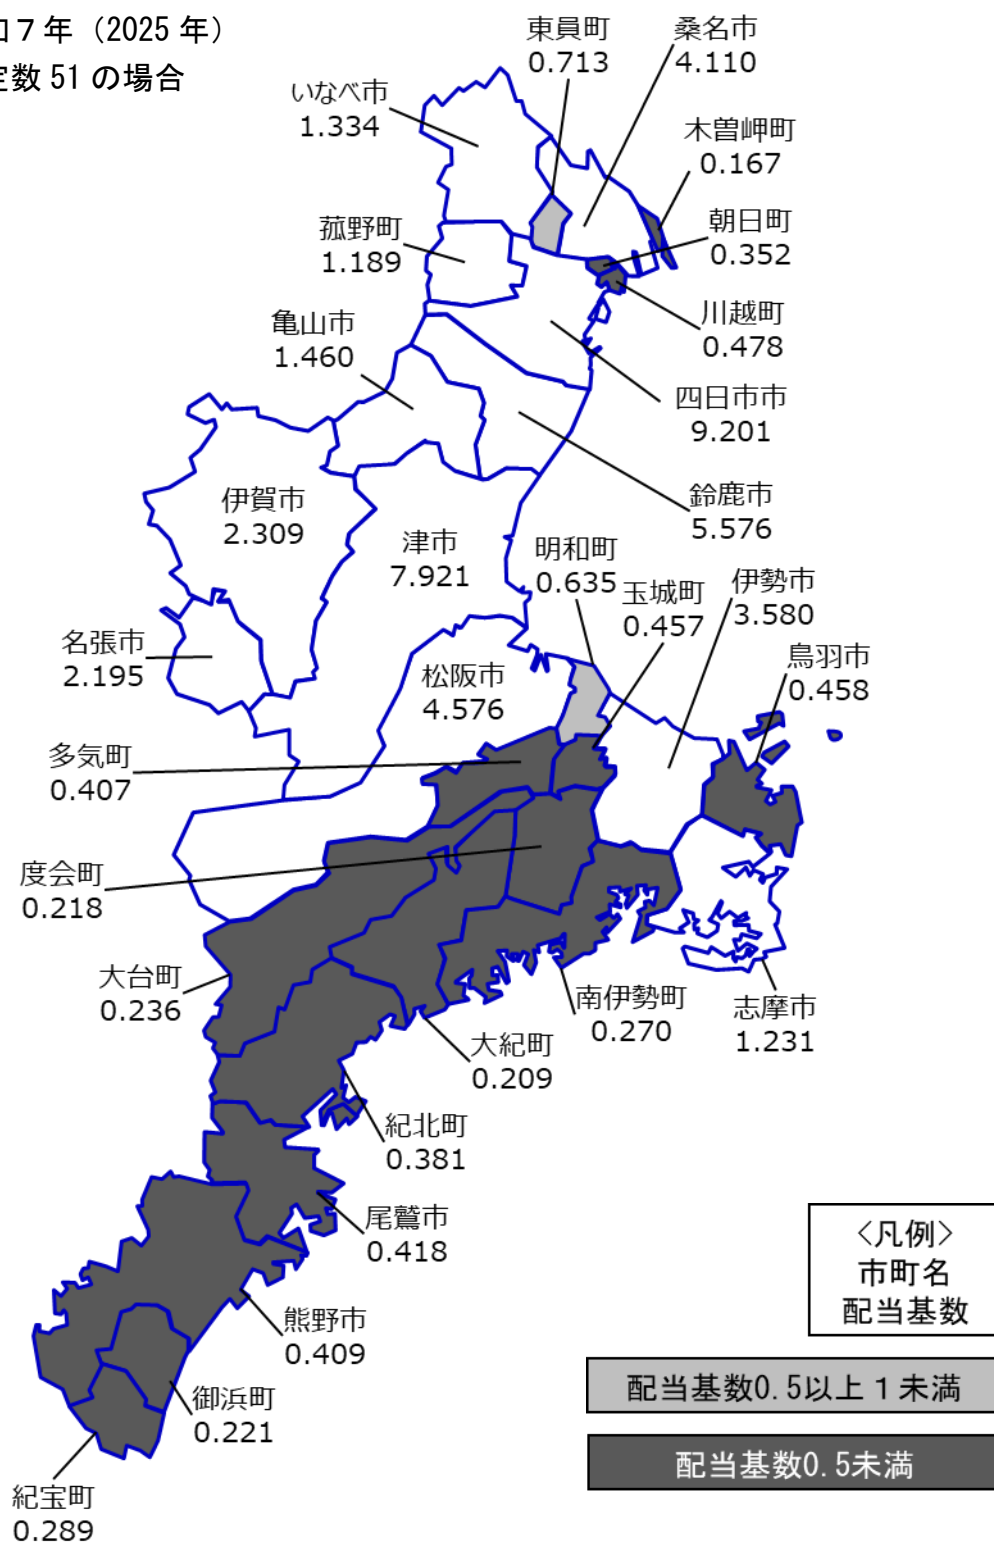 ７年（2025 年）
定数 51 の場合
東員町
0.713
桑名市
4.110
いなべ市
1.334
木曽岬町
0.167
菰野町
1.189
朝日町
0.352
亀山市
1.460
川越町
0.478
四日市市
9.201
伊賀市
2.309
鈴鹿市
5.576
津市
7.921
明和町
0.635
玉城町
0.457
伊勢市
3.580
名張市
2.195
松阪市
4.576
鳥羽市
0.458
多気町
0.407
度会町
0.218
大台町
0.236
南伊勢町
0.270
志摩市
1.231
大紀町
0.209
紀北町
0.381
尾鷲市
0.418
熊野市
0.409
御浜町
0.221
紀宝町
0.289
＜凡例＞
市町名
配当基数
配当基数0.5以上１未満
配当基数0.5未満